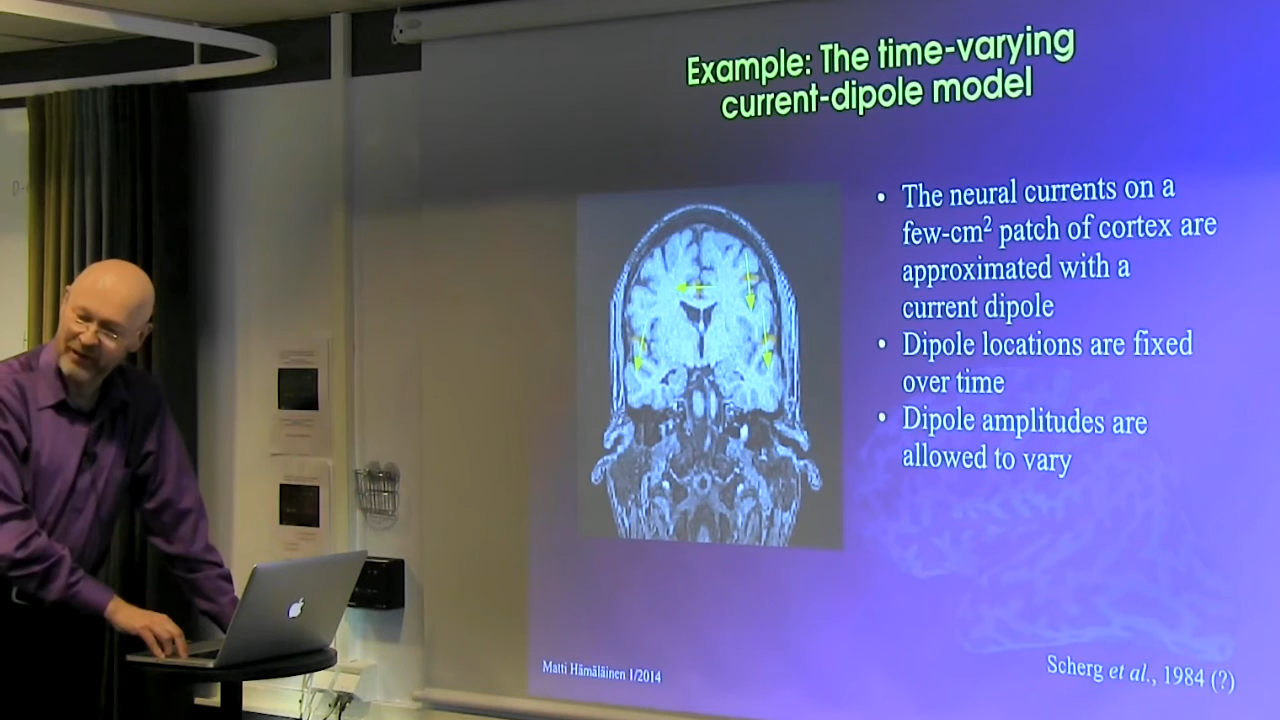 Example: The time-varying
current-dipole model
• The neural currents on a
few-cm² patch of cortex are
approximated with a
current dipole
• Dipole locations are fixed
over time
• Dipole amplitudes are
allowed to vary
Matti Hämäläinen 1/2014
Scherg et al., 1984 (?)